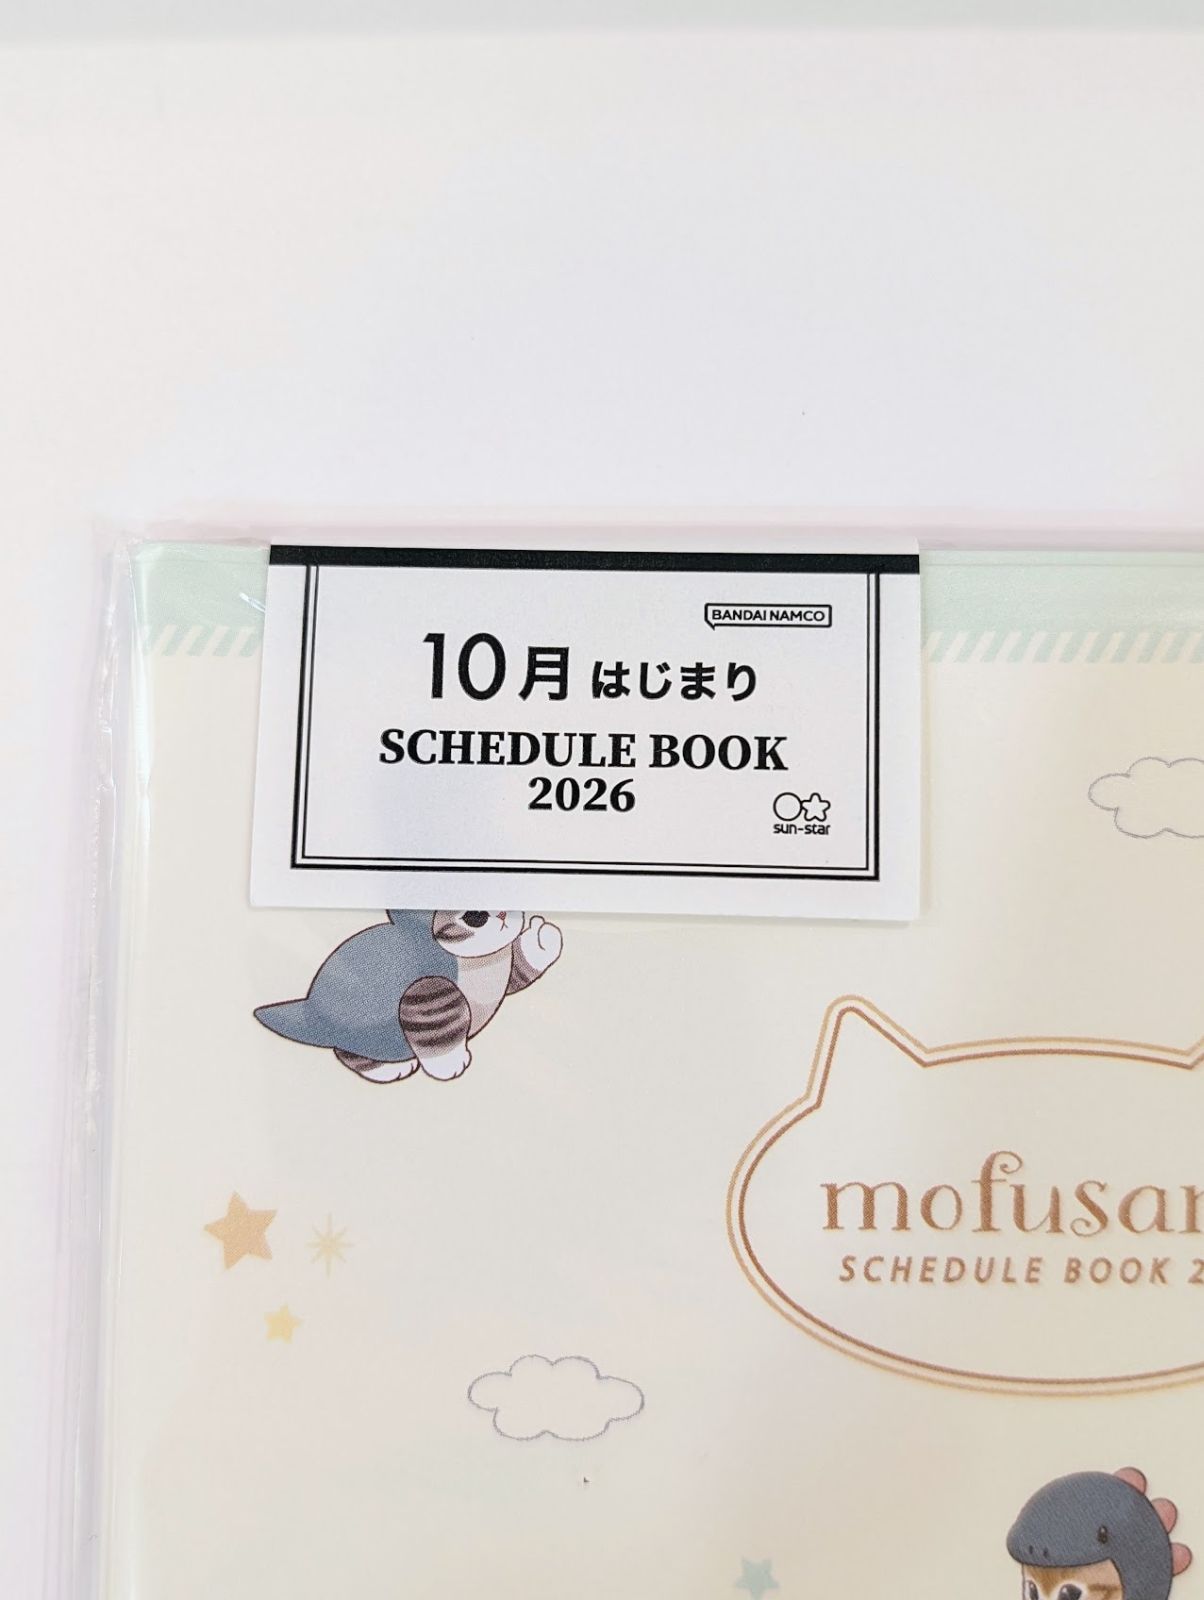 BANDAI NAMCO
10月はじまり
SCHEDULE BOOK
2026
sun-star
mofusan
SCHEDULE BOOK 2